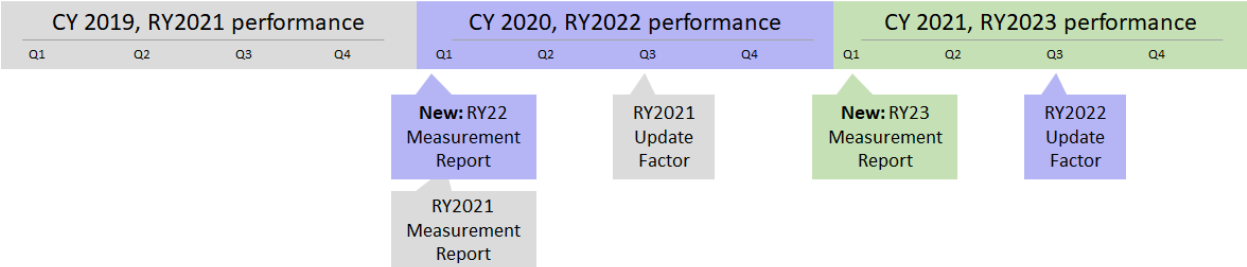 CY 2019, RY2021 performance
Q1 Q2 Q3 Q4
CY 2020, RY2022 performance
Q1 Q2 Q3 Q4
CY 2021, RY2023 performance
Q1 Q2 Q3 Q4
New: RY22
Measurement
Report
RY2021
Measurement
Report
RY2021
Update
Factor
New: RY23
Measurement
Report
RY2022
Update
Factor